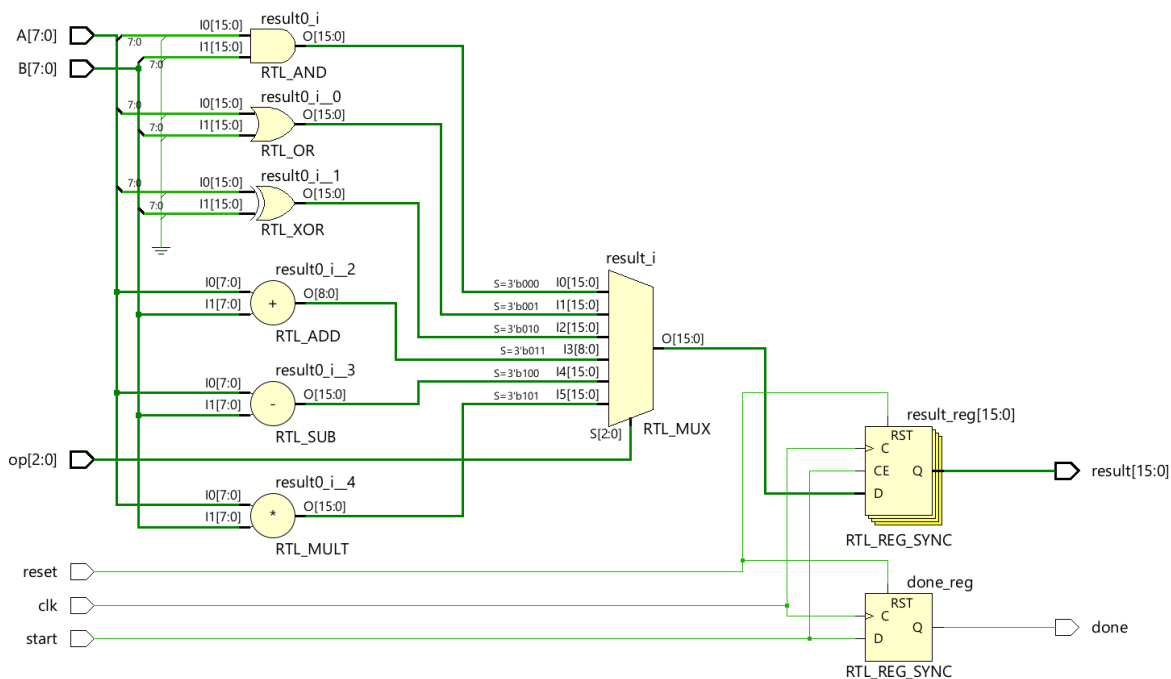 A[7:0]
B[7:0]
result0_i
I0[15:0]
I1[15:0]
O[15:0]
7:0
7:0
RTL_AND
result0_i__0
I0[15:0]
I1[15:0]
O[15:0]
7:0
7:0
RTL_OR
result0_i__1
I0[15:0]
I1[15:0]
O[15:0]
7:0
7:0
RTL_XOR
result0_i__2
I0[7:0]
I1[7:0]
+
O[8:0]
RTL_ADD
result0_i__3
I0[7:0]
I1[7:0]
-
O[15:0]
RTL_SUB
op[2:0]
result0_i__4
I0[7:0]
I1[7:0]
*
O[15:0]
RTL_MULT
result_i
S=3'b000 I0[15:0]
S=3'b001 I1[15:0]
S=3'b010 I2[15:0]
S=3'b011 I3[8:0]
S=3'b100 I4[15:0]
S=3'b101 I5[15:0]
S[2:0]
O[15:0]
RTL_MUX
result_reg[15:0]
RST
C
CE
Q
D
RTL_REG_SYNC
result[15:0]
reset
clk
start
done_reg
RST
C
Q
D
RTL_REG_SYNC
done